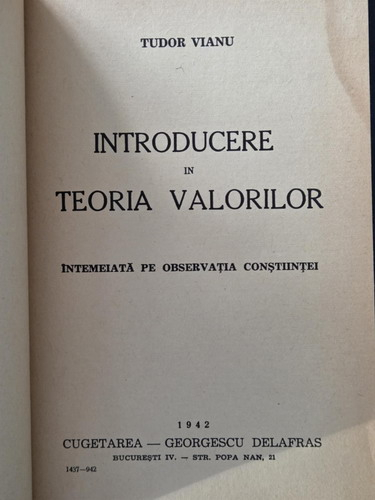 TUDOR VIANU
INTRODUCERE
IN
TEORIA VALORILOR
ÎNTEMEIATĂ PE OBSERVAȚIA CONȘTIINȚEI
1942
CUGETAREA — GEORGESCU DELAFRAS
BUCUREȘTI IV. — STR. POPA NAN, 21
1437—942